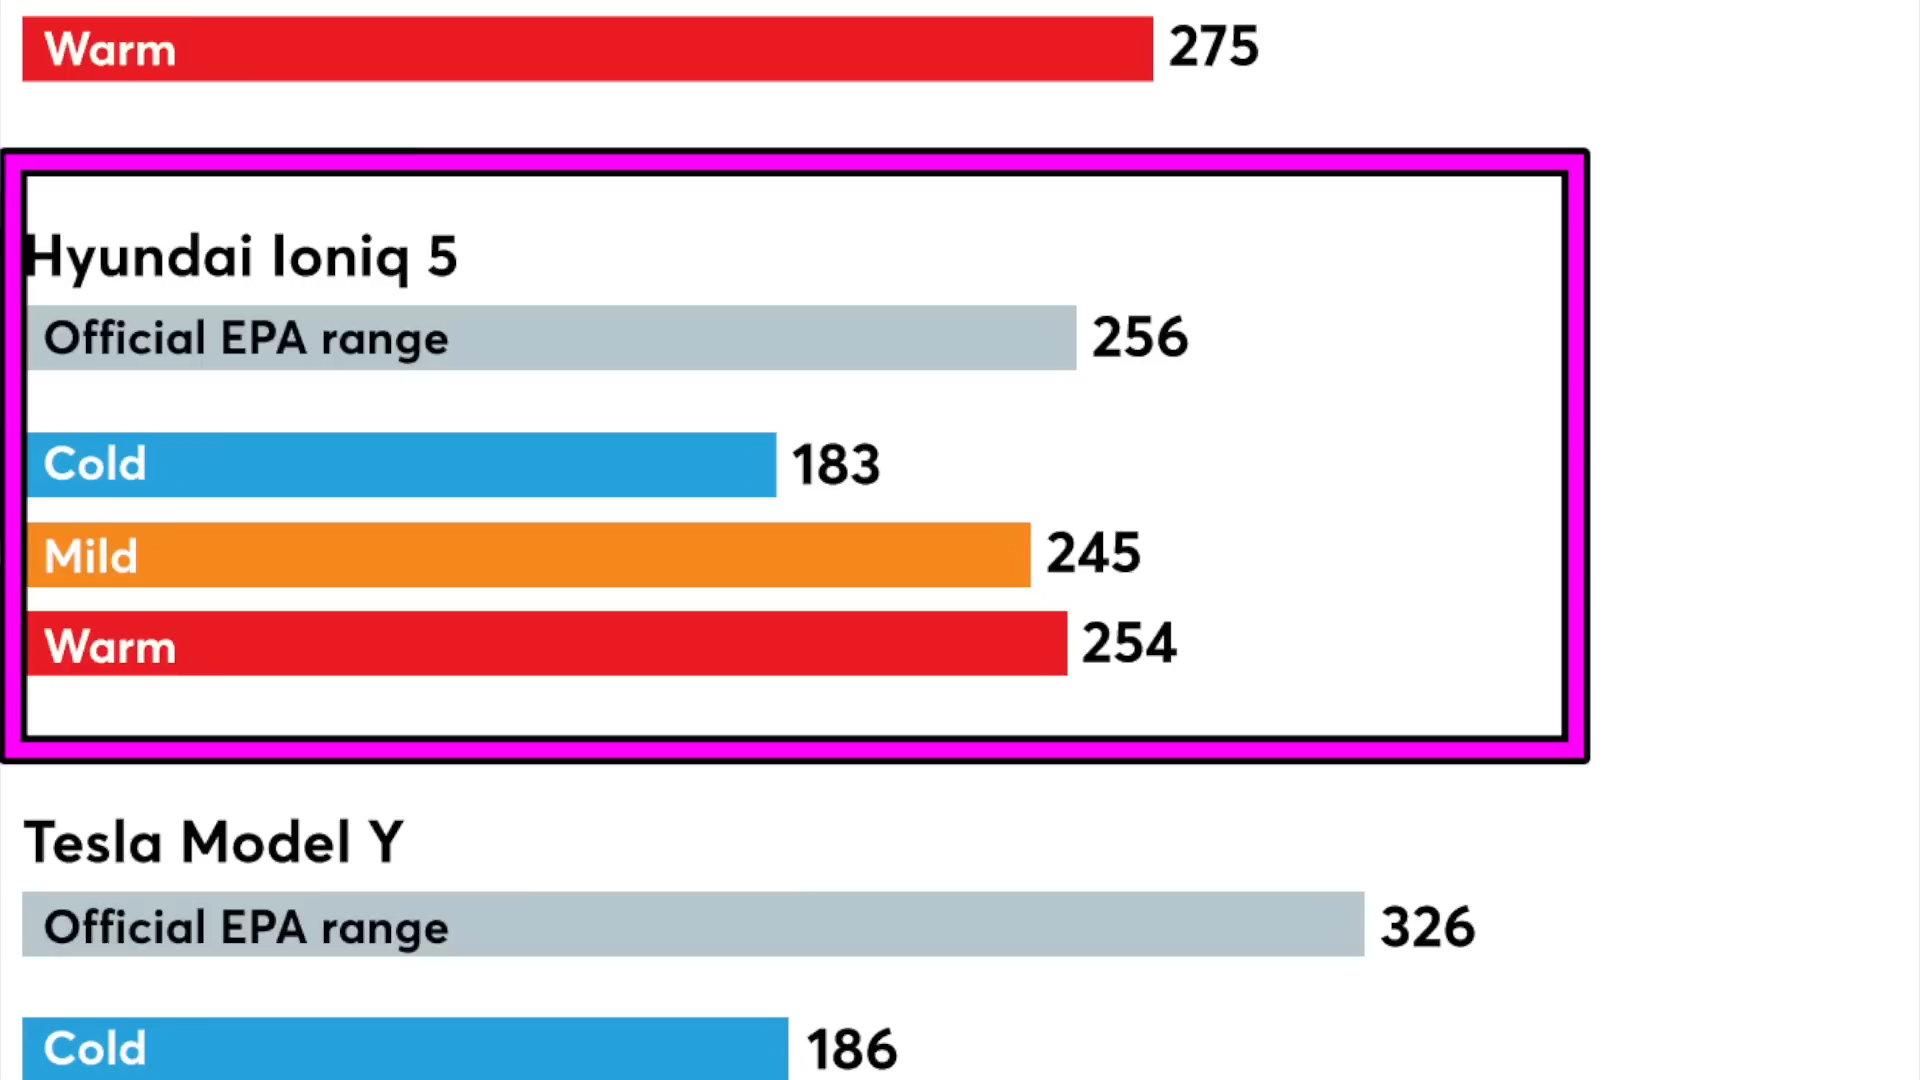 Warm 275
Hyundai Ioniq 5
Official EPA range 256
Cold 183
Mild 245
Warm 254
Tesla Model Y
Official EPA range 326
Cold 186